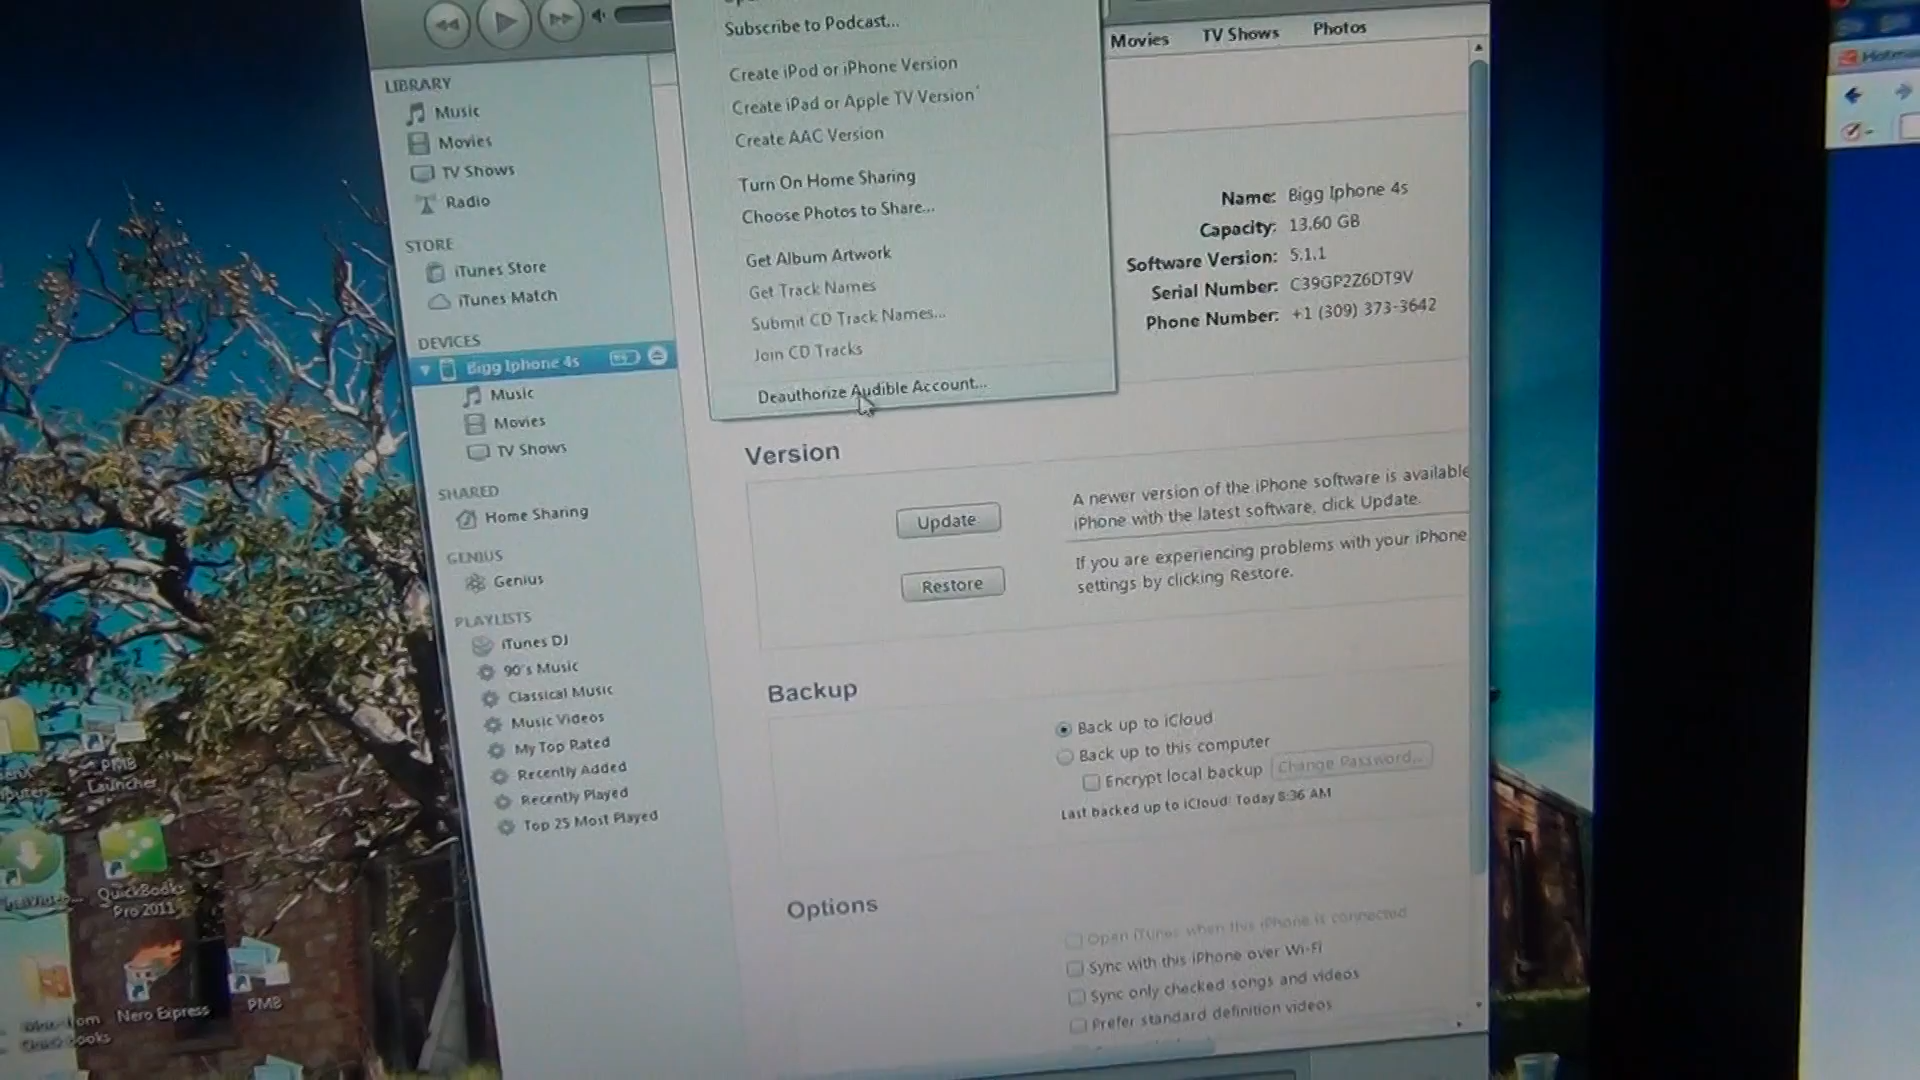 Subscribe to Podcast...
Create iPod or iPhone Version
Create iPad or Apple TV Version
Create AAC Version
Turn On Home Sharing
Choose Photos to Share...
Get Album Artwork
Get Track Names
Submit CD Track Names...
Join CD Tracks
Deauthorize Audible Account...
Movies TV Shows Photos
LIBRARY
Music
Movies
TV Shows
Radio
STORE
iTunes Store
iTunes Match
DEVICES
Bigg Iphone 4s
Music
Movies
TV Shows
SHARED
Home Sharing
GENIUS
Genius
PLAYLISTS
iTunes DJ
90's Music
Classical Music
Music Videos
My Top Rated
Recently Added
Recently Played
Top 25 Most Played
Name: Bigg Iphone 4s
Capacity: 13.60 GB
Software Version: 5.1.1
Serial Number: C39GP2Z6DT9V
Phone Number: +1 (309) 373-3642
Version
Update
A newer version of the iPhone software is available
iPhone with the latest software, click Update.
Restore
If you are experiencing problems with your iPhone
settings by clicking Restore.
Backup
Back up to iCloud
Back up to this computer
Encrypt local backup Change Password...
Last backed up to iCloud: Today 8:36 AM
Options
Open iTunes when this iPhone is connected
Sync with this iPhone over Wi-Fi
Sync only checked songs and videos
Prefer standard definition videos
PMB
Launcher
QuickBooks
Pro 2011
Nero Express
PMB